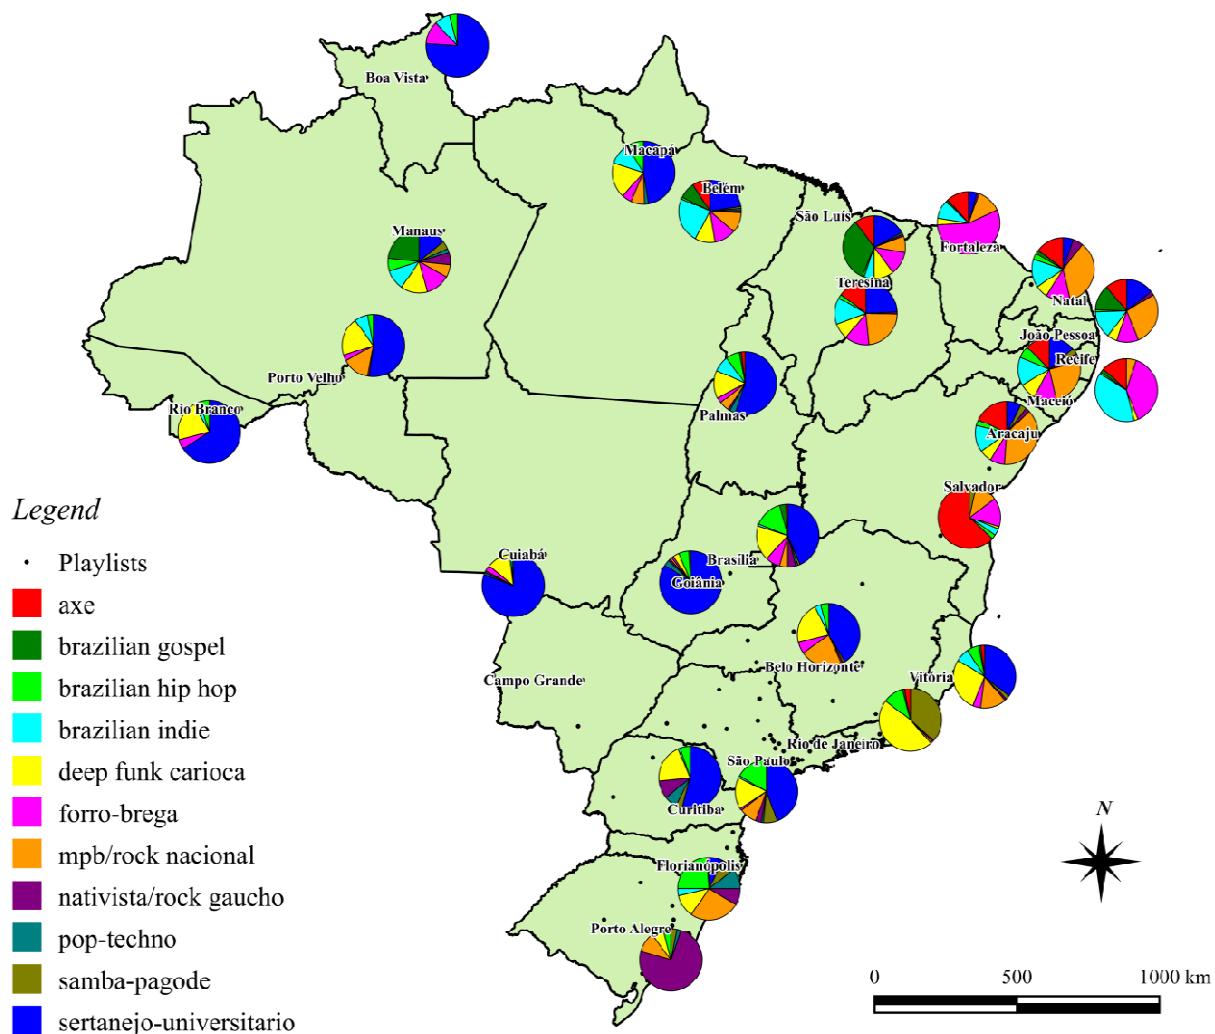 Boa Vista
Macapá
Belém
São Luís
Fortaleza
Manaus
Teresina
Natal
João Pessoa
Recife
Porto Velho
Maceió
Rio Branco
Palmas
Aracaju
Salvador
Legend
Cuiabá
Brasília
Playlists
Goiânia
axe
brazilian gospel
Belo Horizonte
brazilian hip hop
Campo Grande
Vitória
brazilian indie
Rio de Janeiro
deep funk carioca
São Paulo
forro-brega
Curitiba
N
mpb/rock nacional
Florianópolis
nativista/rock gaucho
Porto Alegre
pop-techno
samba-pagode
0 500 1000 km
sertanejo-universitario